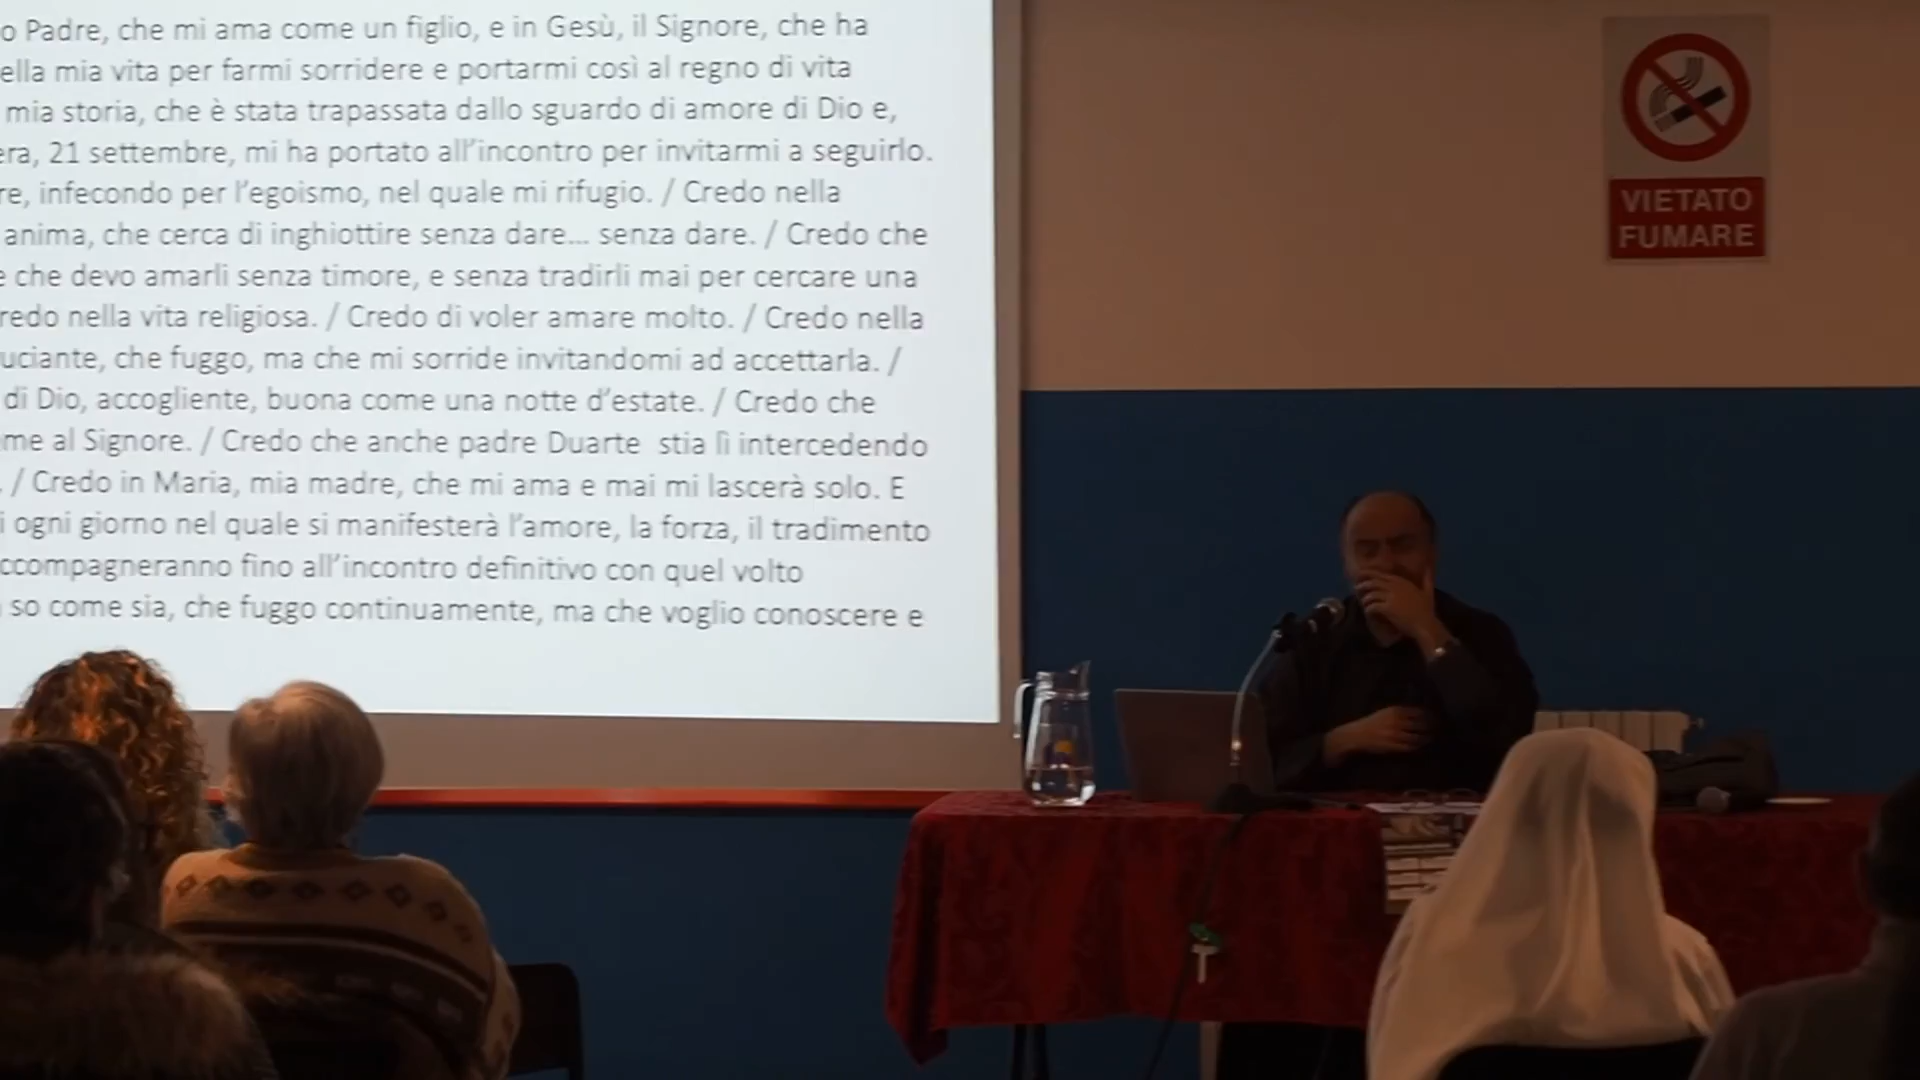 o Padre, che mi ama come un figlio, e in Gesù, il Signore, che ha
ella mia vita per farmi sorridere e portarmi così al regno di vita
mia storia, che è stata trapassata dallo sguardo di amore di Dio e,
era, 21 settembre, mi ha portato all'incontro per invitarmi a seguirlo.
re, infecondo per l'egoismo, nel quale mi rifugio. / Credo nella
anima, che cerca di inghiottire senza dare... senza dare. / Credo che
e che devo amarli senza timore, e senza tradirli mai per cercare una
redo nella vita religiosa. / Credo di voler amare molto. / Credo nella
uciante, che fuggo, ma che mi sorride invitandomi ad accettarla. /
di Dio, accogliente, buona come una notte d'estate. / Credo che
me al Signore. / Credo che anche padre Duarte stia lì intercedendo
. / Credo in Maria, mia madre, che mi ama e mai mi lascerà solo. E
i ogni giorno nel quale si manifesterà l'amore, la forza, il tradimento
ccompagneranno fino all'incontro definitivo con quel volto
so come sia, che fuggo continuamente, ma che voglio conoscere e
VIETATO
FUMARE